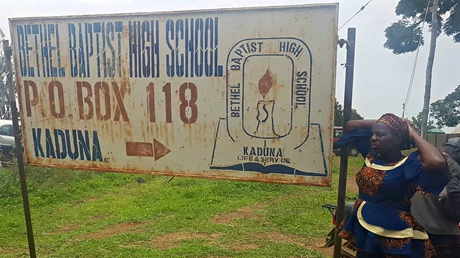 BETHEL BAPTIST HIGH SCHOOL
P O BOX 118
KADUNA
BETHEL BAPTIST HIGH SCHOOL
KADUNA
LIFE & SERVICE